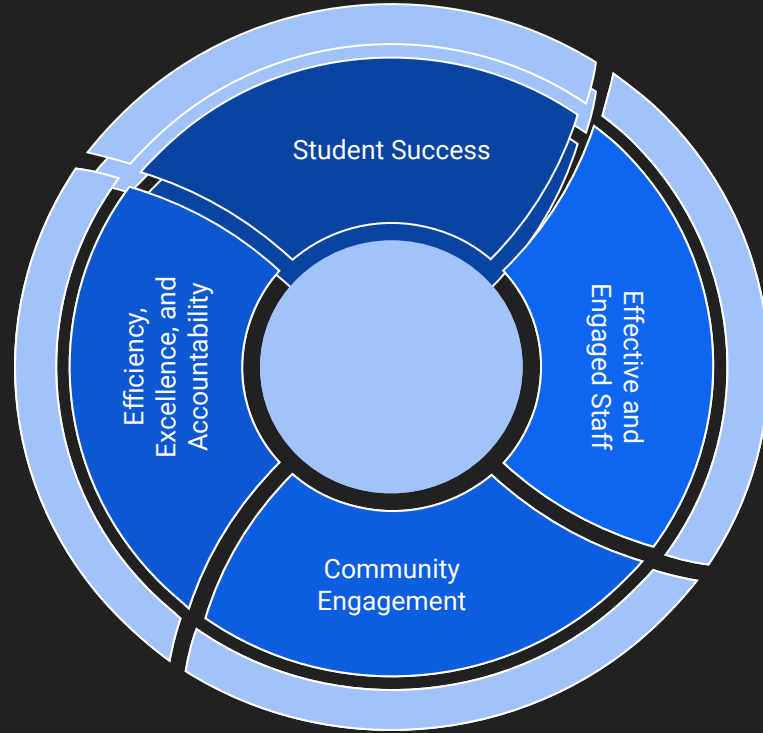 Student Success
Effective and
Engaged Staff
Community
Engagement
Efficiency,
Excellence, and
Accountability